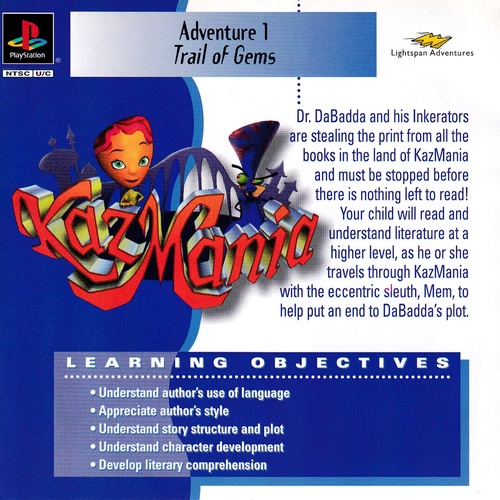 Adventure 1
Trail of Gems
PlayStation
®
NTSC U/C
Lightspan Adventures
Dr. DaBadda and his Inkerators
are stealing the print from all the
books in the land of KazMania
and must be stopped before
there is nothing left to read!
Your child will read and
understand literature at a
higher level, as he or she
travels through KazMania
with the eccentric sleuth, Mem, to
help put an end to DaBadda's plot.
KazMania
LEARNING OBJECTIVES
• Understand author's use of language
• Appreciate author's style
• Understand story structure and plot
• Understand character development
• Develop literary comprehension